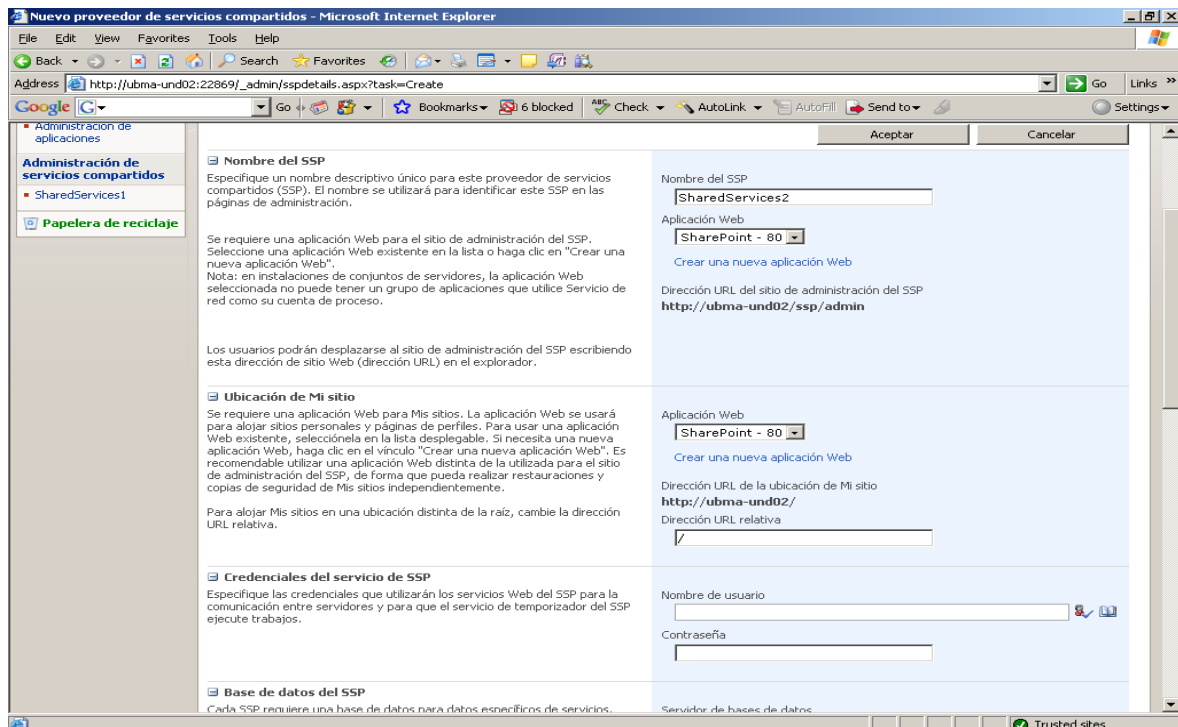 Nuevo proveedor de servicios compartidos - Microsoft Internet Explorer
File Edit View Favorites Tools Help
Back Search Favorites
Address http://ubma-und02:22869/_admin/sspdetails.aspx?task=Create Go Links »
Google G Go Bookmarks 6 blocked ABC Check AutoLink AutoFill Send to Settings
Administración de
aplicaciones
Administración de
servicios compartidos
SharedServices1
Papelera de reciclaje
Aceptar Cancelar
Nombre del SSP
Especifique un nombre descriptivo único para este proveedor de servicios
compartidos (SSP). El nombre se utilizará para identificar este SSP en las
páginas de administración.
Se requiere una aplicación Web para el sitio de administración del SSP.
Seleccione una aplicación Web existente en la lista o haga clic en "Crear una
nueva aplicación Web".
Nota: en instalaciones de conjuntos de servidores, la aplicación Web
seleccionada no puede tener un grupo de aplicaciones que utilice Servicio de
red como su cuenta de proceso.
Los usuarios podrán desplazarse al sitio de administración del SSP escribiendo
esta dirección de sitio Web (dirección URL) en el explorador.
Nombre del SSP
SharedServices2
Aplicación Web
SharePoint - 80
Crear una nueva aplicación Web
Dirección URL del sitio de administración del SSP
http://ubma-und02/ssp/admin
Ubicación de Mi sitio
Se requiere una aplicación Web para Mis sitios. La aplicación Web se usará
para alojar sitios personales y páginas de perfiles. Para usar una aplicación
Web existente, selecciónela en la lista desplegable. Si necesita una nueva
aplicación Web, haga clic en el vínculo "Crear una nueva aplicación Web". Es
recomendable utilizar una aplicación Web distinta de la utilizada para el sitio
de administración del SSP, de forma que pueda realizar restauraciones y
copias de seguridad de Mis sitios independientemente.
Para alojar Mis sitios en una ubicación distinta de la raíz, cambie la dirección
URL relativa.
Aplicación Web
SharePoint - 80
Crear una nueva aplicación Web
Dirección URL de la ubicación de Mi sitio
http://ubma-und02/
Dirección URL relativa
/
Credenciales del servicio de SSP
Especifique las credenciales que utilizarán los servicios Web del SSP para la
comunicación entre servidores y para que el servicio de temporizador del SSP
ejecute trabajos.
Nombre de usuario
Contraseña
Base de datos del SSP
Cada SSP requiere una base de datos para datos específicos de servicios.
Servidor de bases de datos
Trusted sites